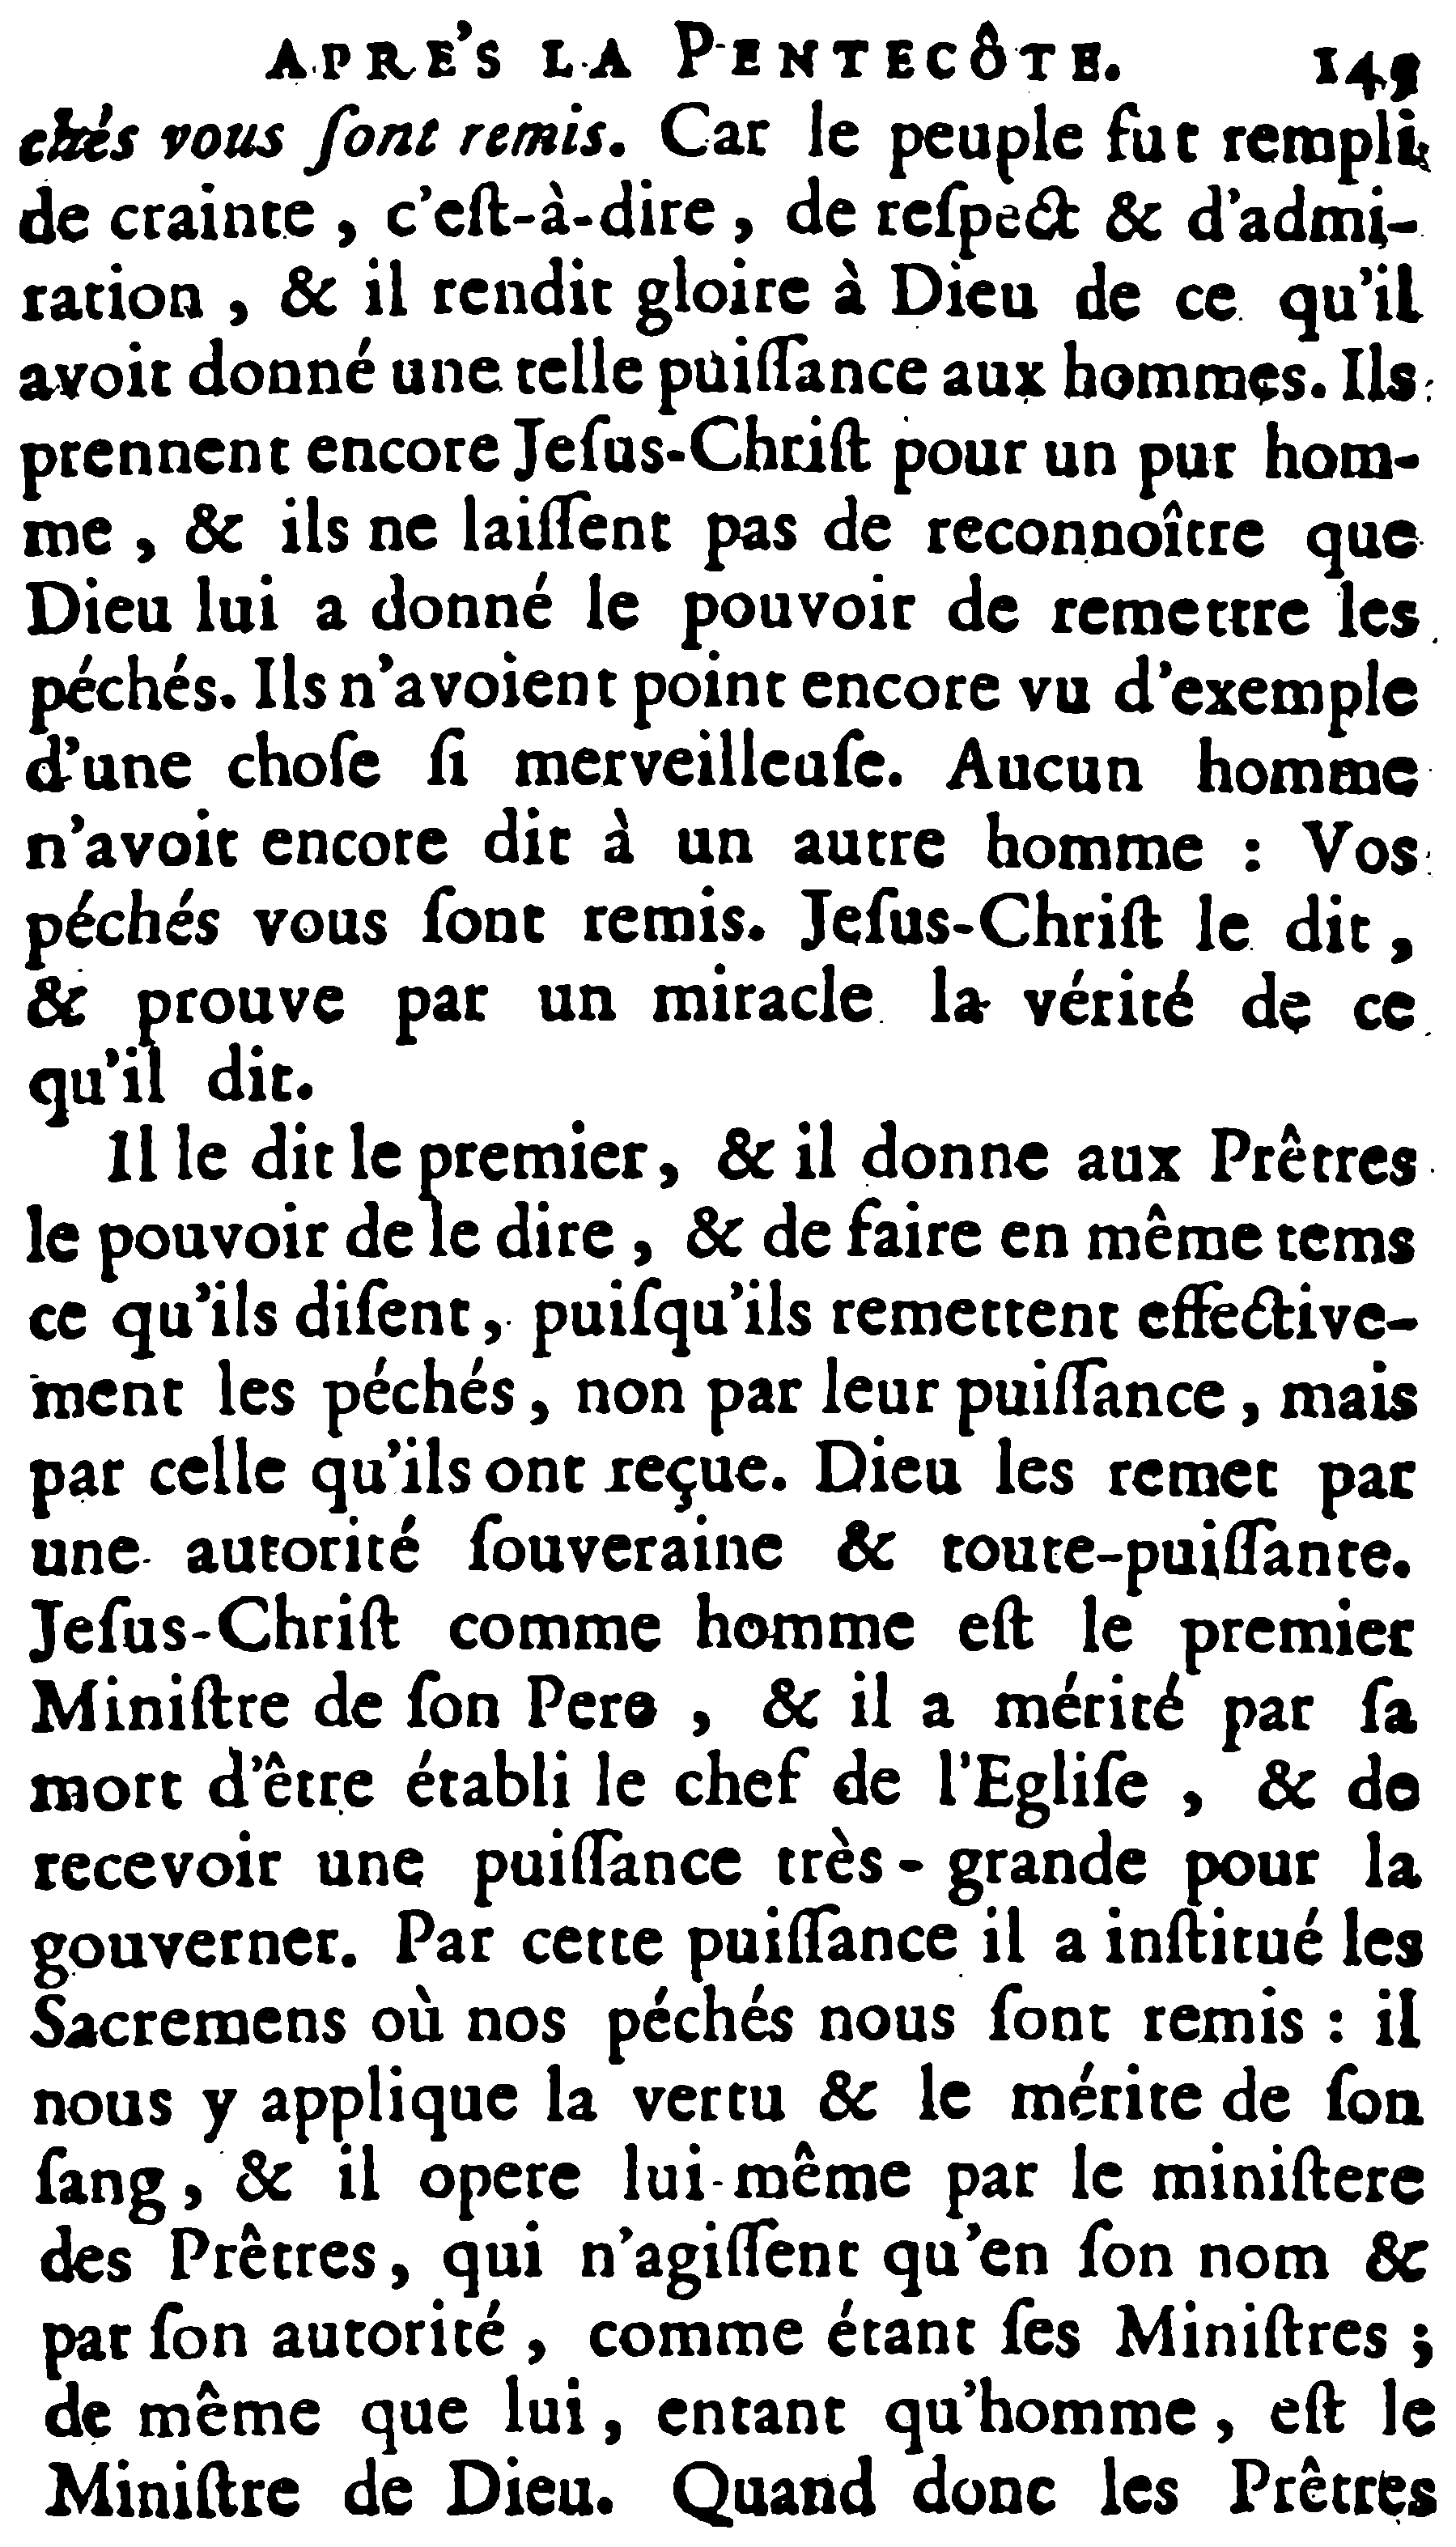 APRE'S LA PENTECÔTE. 149
chés vous ſont remis. Car le peuple fut rempli
de crainte, c'eſt-à-dire, de reſpect & d'admi-
ration, & il rendit gloire à Dieu de ce qu'il
avoit donné une telle puiſſance aux hommes. Ils
prennent encore Jeſus-Chriſt pour un pur hom-
me, & ils ne laiſſent pas de reconnoître que
Dieu lui a donné le pouvoir de remettre les
péchés. Ils n'avoient point encore vu d'exemple
d'une choſe ſi merveilleuſe. Aucun homme
n'avoit encore dit à un autre homme : Vos
péchés vous ſont remis. Jeſus-Chriſt le dit,
& prouve par un miracle la vérité de ce
qu'il dit.
Il le dit le premier, & il donne aux Prêtres
le pouvoir de le dire, & de faire en même tems
ce qu'ils diſent, puiſqu'ils remettent effective-
ment les péchés, non par leur puiſſance, mais
par celle qu'ils ont reçue. Dieu les remet par
une autorité ſouveraine & toute-puiſſante.
Jeſus-Chriſt comme homme eſt le premier
Miniſtre de ſon Pere, & il a mérité par ſa
mort d'être établi le chef de l'Egliſe, & de
recevoir une puiſſance très-grande pour la
gouverner. Par cette puiſſance il a inſtitué les
Sacremens où nos péchés nous ſont remis : il
nous y applique la vertu & le mérite de ſon
ſang, & il opere lui-même par le miniſtere
des Prêtres, qui n'agiſſent qu'en ſon nom &
par ſon autorité, comme étant ſes Miniſtres ;
de même que lui, entant qu'homme, eſt le
Miniſtre de Dieu. Quand donc les Prêtres